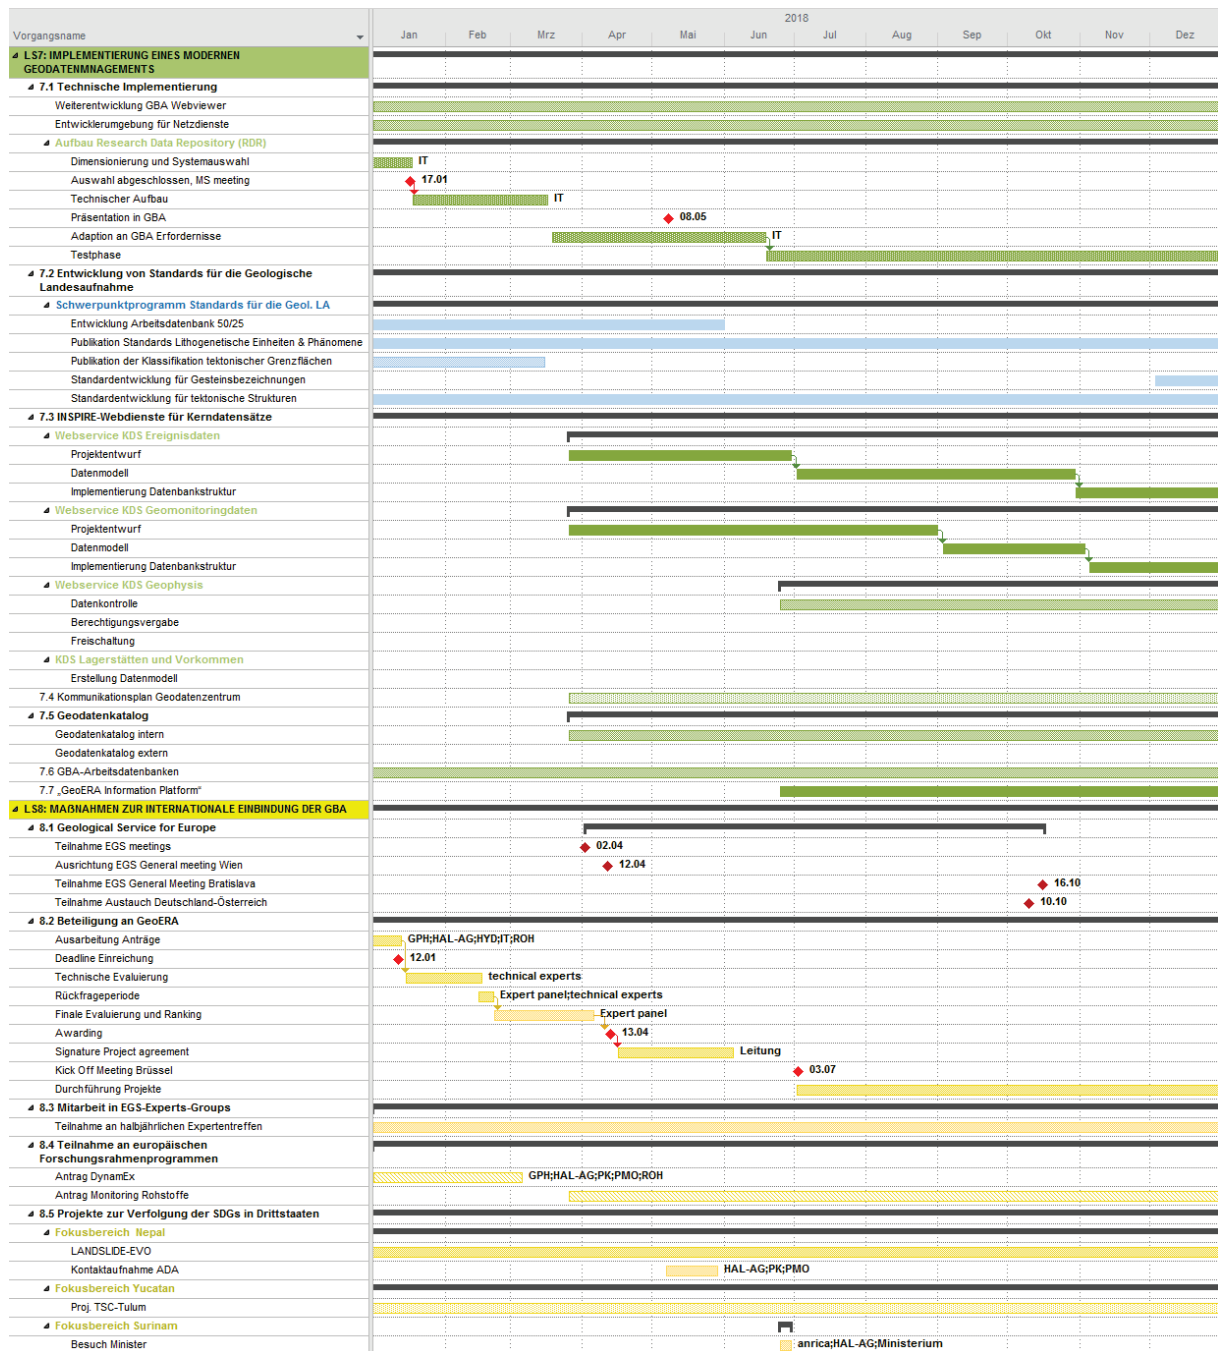 2018
Vorgangsname
Jan Feb Mrz Apr Mai Jun Jul Aug Sep Okt Nov Dez
LS7: IMPLEMENTIERUNG EINES MODERNEN
GEODATENMNAGEMENTS
7.1 Technische Implementierung
Weiterentwicklung GBA Webviewer
Entwicklerumgebung für Netzdienste
Aufbau Research Data Repository (RDR)
Dimensionierung und Systemauswahl IT
Auswahl abgeschlossen, MS meeting 17.01
Technischer Aufbau IT
Präsentation in GBA 08.05
Adaption an GBA Erfordernisse IT
Testphase
7.2 Entwicklung von Standards für die Geologische
Landesaufnahme
Schwerpunktprogramm Standards für die Geol. LA
Entwicklung Arbeitsdatenbank 50/25
Publikation Standards Lithogenetische Einheiten & Phänomene
Publikation der Klassifikation tektonischer Grenzflächen
Standardentwicklung für Gesteinsbezeichnungen
Standardentwicklung für tektonische Strukturen
7.3 INSPIRE-Webdienste für Kerndatensätze
Webservice KDS Ereignisdaten
Projektentwurf
Datenmodell
Implementierung Datenbankstruktur
Webservice KDS Geomonitoringdaten
Projektentwurf
Datenmodell
Implementierung Datenbankstruktur
Webservice KDS Geophysis
Datenkontrolle
Berechtigungsvergabe
Freischaltung
KDS Lagerstätten und Vorkommen
Erstellung Datenmodell
7.4 Kommunikationsplan Geodatenzentrum
7.5 Geodatenkatalog
Geodatenkatalog intern
Geodatenkatalog extern
7.6 GBA-Arbeitsdatenbanken
7.7 „GeoERA Information Platform“
LS8: MAßNAHMEN ZUR INTERNATIONALE EINBINDUNG DER GBA
8.1 Geological Service for Europe
Teilnahme EGS meetings 02.04
Ausrichtung EGS General meeting Wien 12.04
Teilnahme EGS General Meeting Bratislava 16.10
Teilnahme Austauch Deutschland-Österreich 10.10
8.2 Beteiligung an GeoERA
Ausarbeitung Anträge GPH;HAL-AG;HYD;IT;ROH
Deadline Einreichung 12.01
Technische Evaluierung technical experts
Rückfrageperiode Expert panel;technical experts
Finale Evaluierung und Ranking Expert panel
Awarding 13.04
Signature Project agreement Leitung
Kick Off Meeting Brüssel 03.07
Durchführung Projekte
8.3 Mitarbeit in EGS-Experts-Groups
Teilnahme an halbjährlichen Expertentreffen
8.4 Teilnahme an europäischen
Forschungsrahmenprogrammen
Antrag DynamEx GPH;HAL-AG;PK;PMO;ROH
Antrag Monitoring Rohstoffe
8.5 Projekte zur Verfolgung der SDGs in Drittstaaten
Fokusbereich Nepal
LANDSLIDE-EVO
Kontaktaufnahme ADA HAL-AG;PK;PMO
Fokusbereich Yucatan
Proj. TSC-Tulum
Fokusbereich Surinam
Besuch Minister anrica;HAL-AG;Ministerium